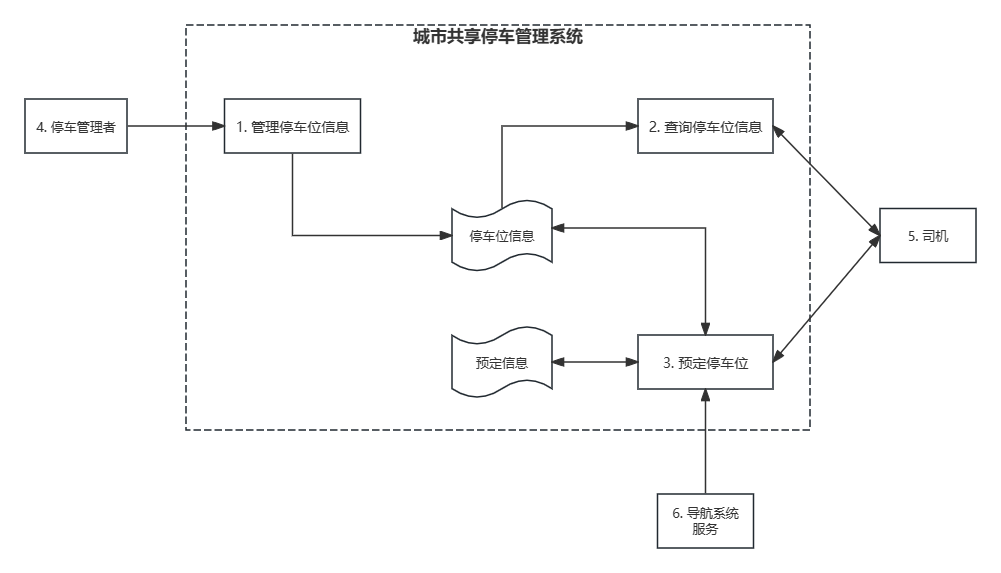 城市共享停车管理系统
4. 停车管理者
1. 管理停车位信息
2. 查询停车位信息
停车位信息
5. 司机
预定信息
3. 预定停车位
6. 导航系统
服务